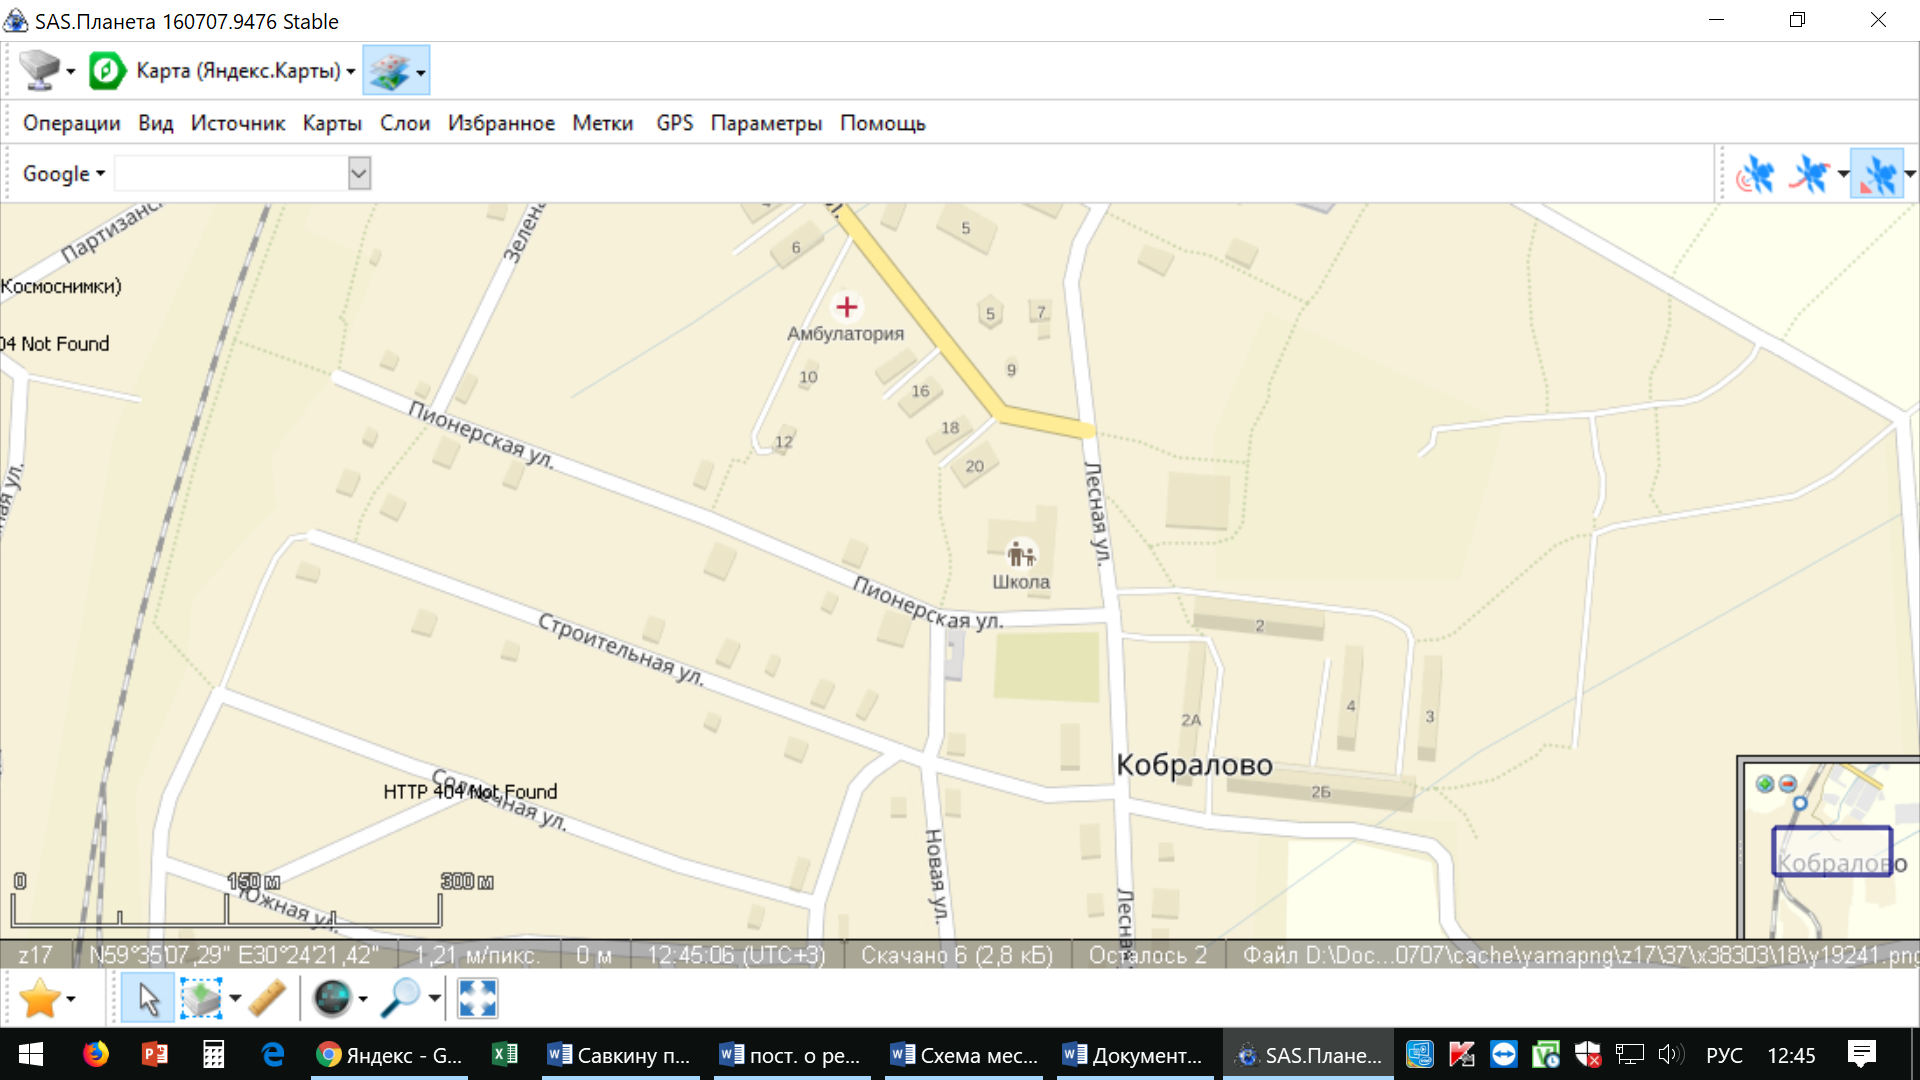 SAS.Планета 160707.9476 Stable
Карта (Яндекс.Карты)
Операции Вид Источник Карты Слои Избранное Метки GPS Параметры Помощь
Google
Партизанс
Зелена
6
5
Космоснимки)
5
7
Амбулатория
04 Not Found
9
10
16
Пионерская ул.
18
12
20
ная ул.
Лесная ул.
Школа
Пионерская ул.
Строительная ул.
2
4
3
2А
Кобралово
2Б
HTTP 404 Not Found
Солнечная ул.
Новая ул.
Южная ул.
Лесная
0 150 м 300 м
Кобралово
z17 N59°35'07,29" E30°24'21,42" 1,21 м/пикс. 0 м 12:45:06 (UTC+3) Скачано 6 (2,8 кБ) Осталось 2 Файл D:\Doc...0707\cache\yamapng\z17\37\x38303\18\y19241.png
Яндекс - G... Савкину п... пост. о ре... Схема мес... Документ... SAS.Плане... РУС 12:45